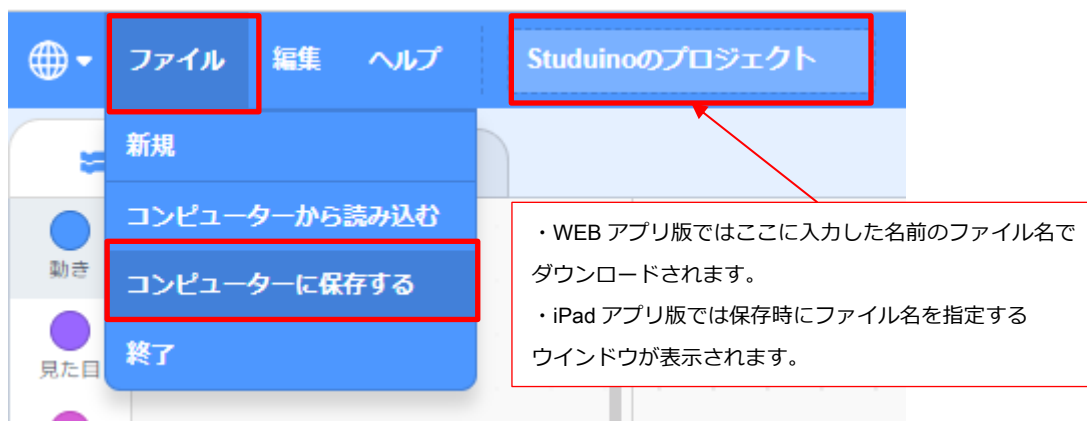 ファイル 編集 ヘルプ Studuinoのプロジェクト
新規
コンピューターから読み込む
コンピューターに保存する
終了
動き
見た目
・WEB アプリ版ではここに入力した名前のファイル名で
ダウンロードされます。
・iPad アプリ版では保存時にファイル名を指定する
ウインドウが表示されます。